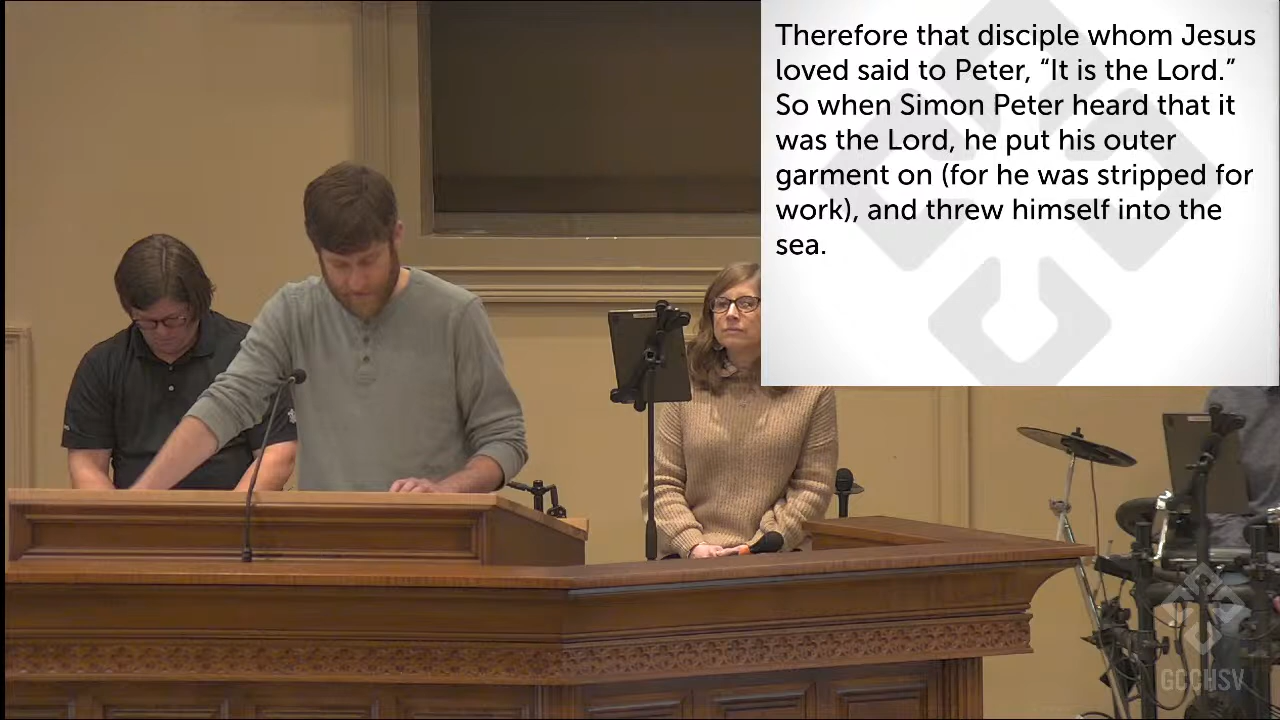 Therefore that disciple whom Jesus
loved said to Peter, “It is the Lord.”
So when Simon Peter heard that it
was the Lord, he put his outer
garment on (for he was stripped for
work), and threw himself into the
sea.
GCCHSV